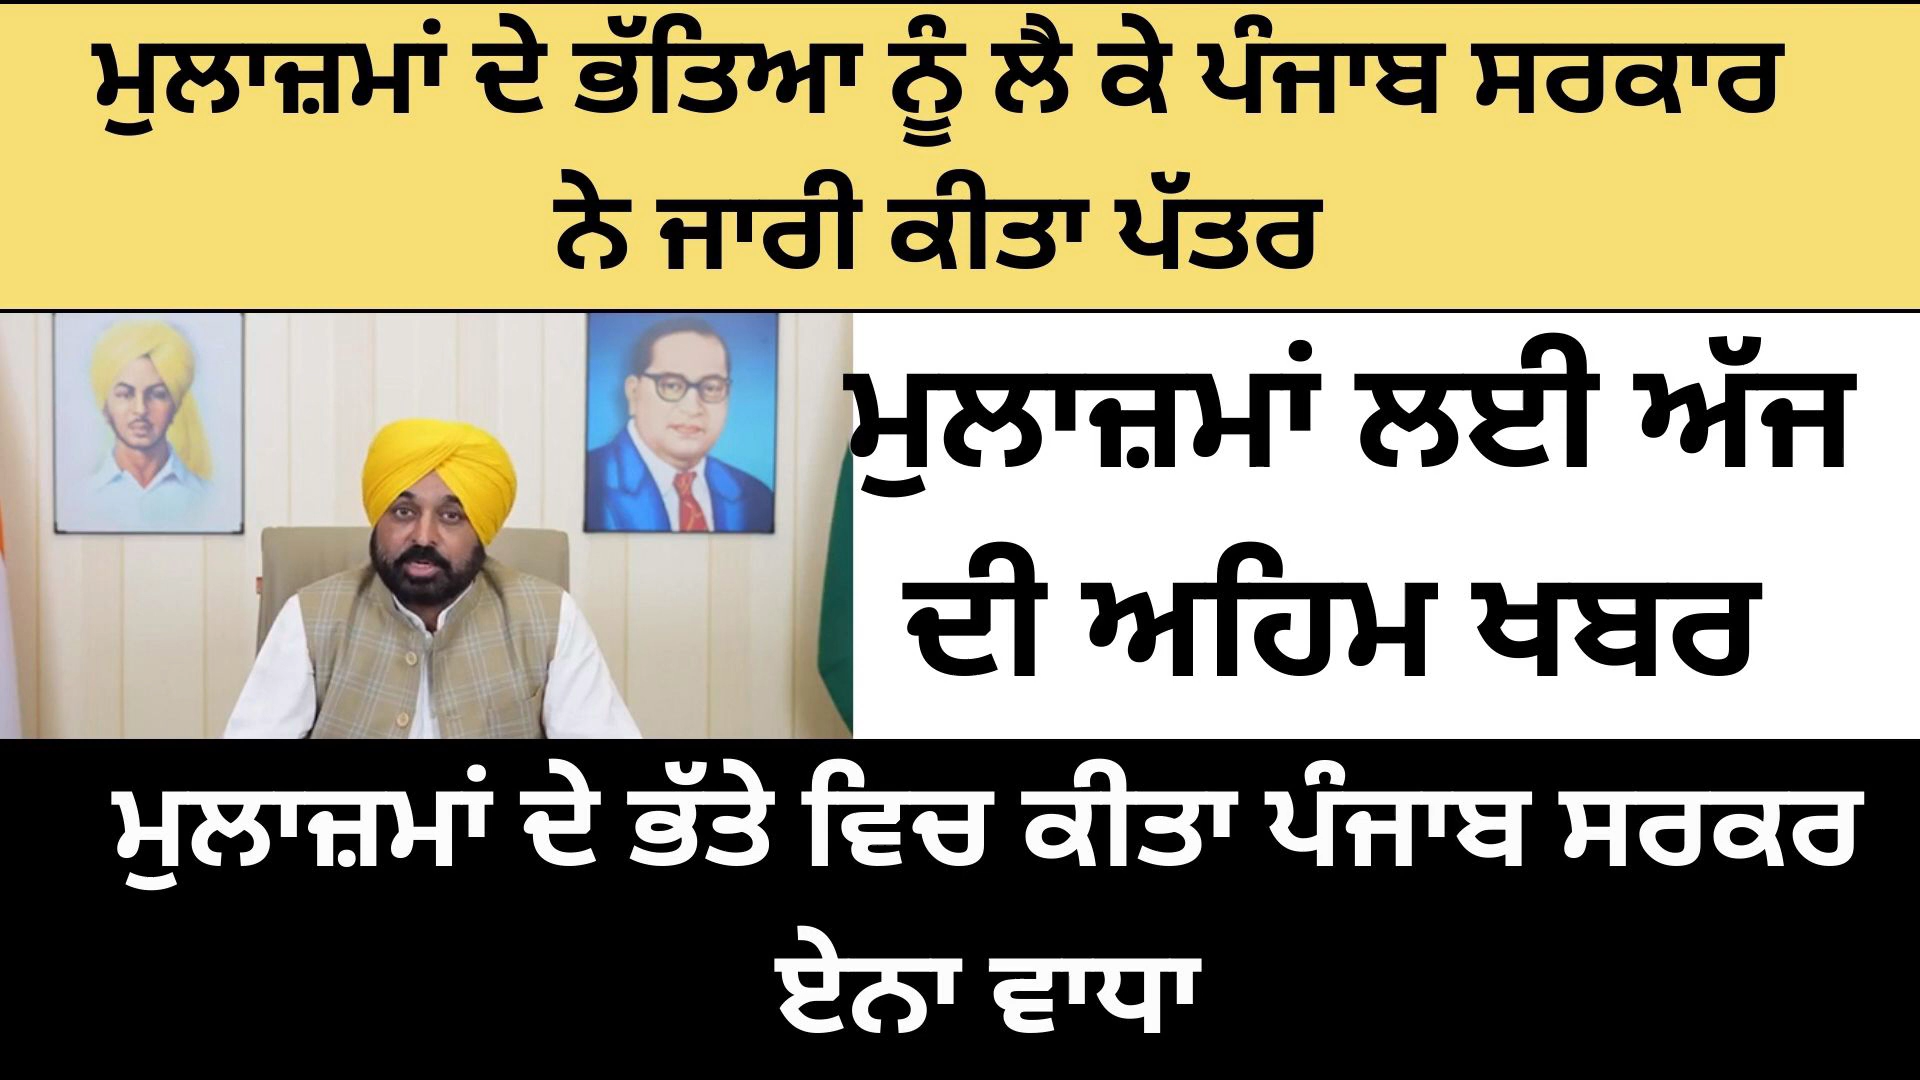 ਮੁਲਾਜ਼ਮਾਂ ਦੇ ਭੱਤਿਆ ਨੂੰ ਲੈ ਕੇ ਪੰਜਾਬ ਸਰਕਾਰ
ਨੇ ਜਾਰੀ ਕੀਤਾ ਪੱਤਰ
ਮੁਲਾਜ਼ਮਾਂ ਲਈ ਅੱਜ
ਦੀ ਅਹਿਮ ਖਬਰ
ਮੁਲਾਜ਼ਮਾਂ ਦੇ ਭੱਤੇ ਵਿਚ ਕੀਤਾ ਪੰਜਾਬ ਸਰਕਰ
ਏਨਾ ਵਾਧਾ